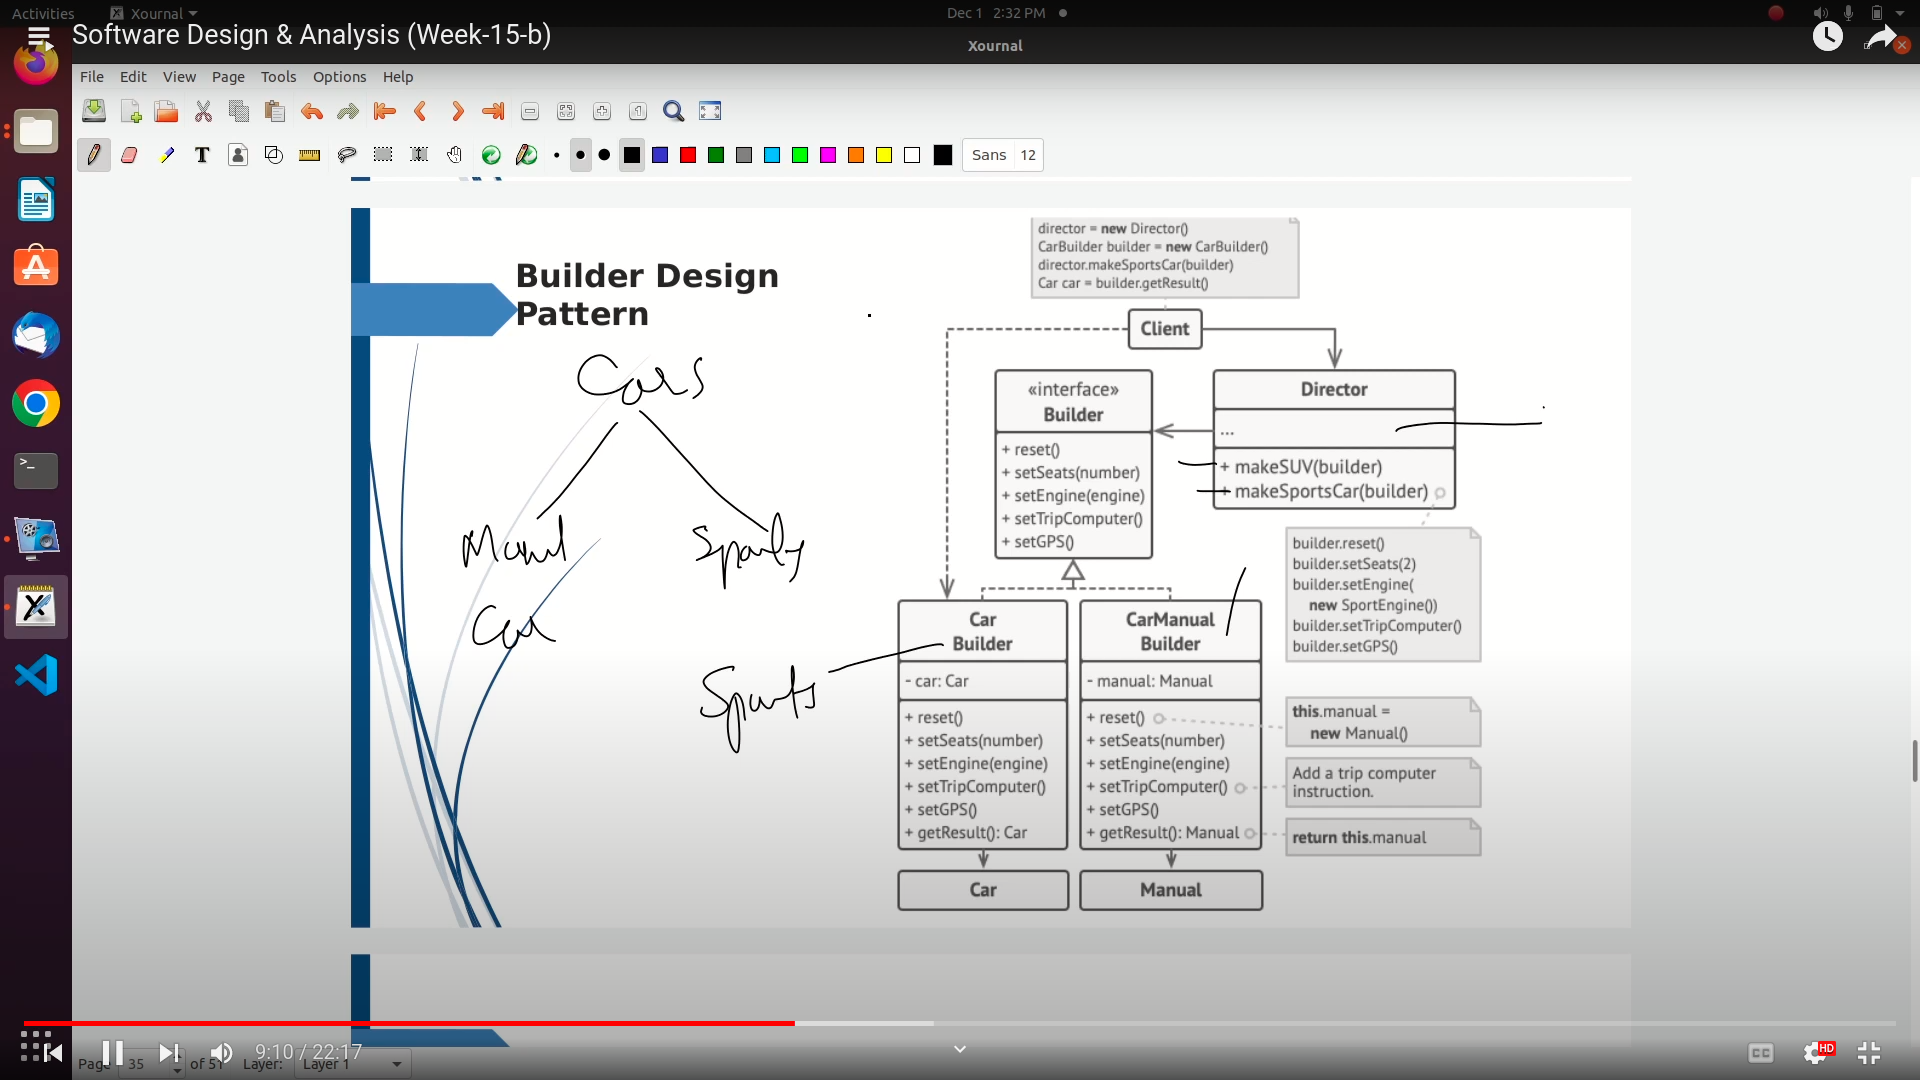 Activities
Xournal
Dec 1 2:32 PM
Software Design & Analysis (Week-15-b)
Xournal
File Edit View Page Tools Options Help
Sans 12
Builder Design
Pattern
Cars
Car
Sports
director = new Director()
CarBuilder builder = new CarBuilder()
director.makeSportsCar(builder)
Car car = builder.getResult()
Client
«interface»
Builder
+ reset()
+ setSeats(number)
+ setEngine(engine)
+ setTripComputer()
+ setGPS()
Director
...
+ makeSUV(builder)
+ makeSportsCar(builder)
builder.reset()
builder.setSeats(2)
builder.setEngine(
new SportEngine())
builder.setTripComputer()
builder.setGPS()
Car
Builder
- car: Car
+ reset()
+ setSeats(number)
+ setEngine(engine)
+ setTripComputer()
+ setGPS()
+ getResult(): Car
CarManual
Builder
- manual: Manual
+ reset()
+ setSeats(number)
+ setEngine(engine)
+ setTripComputer()
+ setGPS()
+ getResult(): Manual
this.manual =
new Manual()
Add a trip computer
instruction.
return this.manual
Car
Manual
9:10 / 22:17
CC
HD
Page 35 of 51 Layer: Layer 1